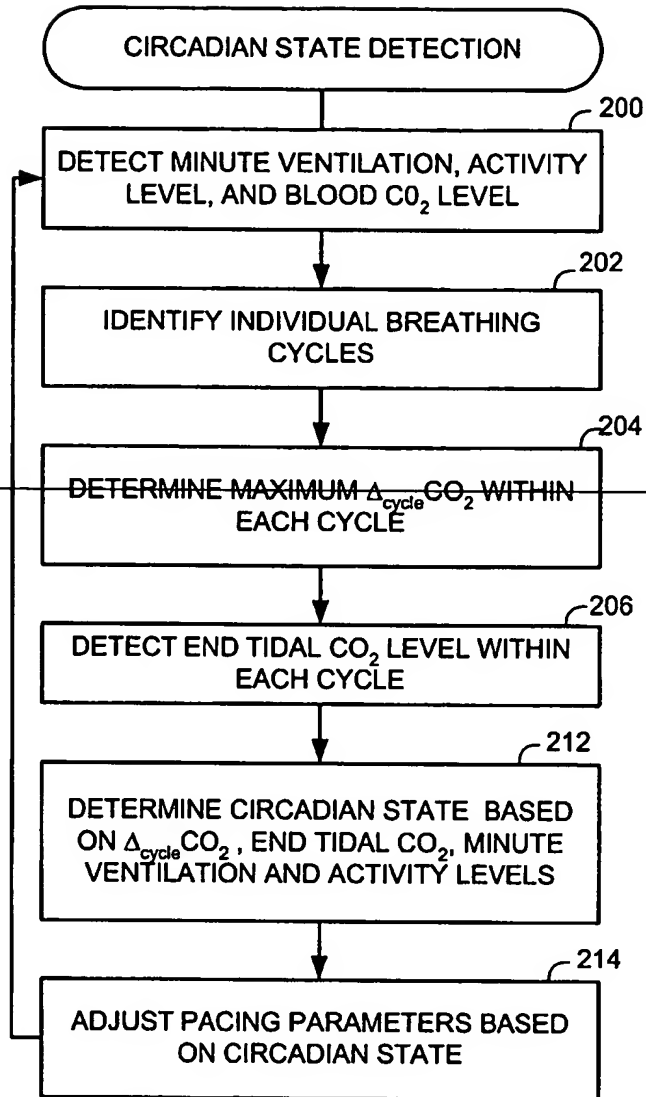 CIRCADIAN STATE DETECTION
200
DETECT MINUTE VENTILATION, ACTIVITY
LEVEL, AND BLOOD C0₂ LEVEL
202
IDENTIFY INDIVIDUAL BREATHING
CYCLES
204
DETERMINE MAXIMUM Δcycle CO₂ WITHIN
EACH CYCLE
206
DETECT END TIDAL CO₂ LEVEL WITHIN
EACH CYCLE
212
DETERMINE CIRCADIAN STATE BASED
ON Δcycle CO₂ , END TIDAL CO₂, MINUTE
VENTILATION AND ACTIVITY LEVELS
214
ADJUST PACING PARAMETERS BASED
ON CIRCADIAN STATE